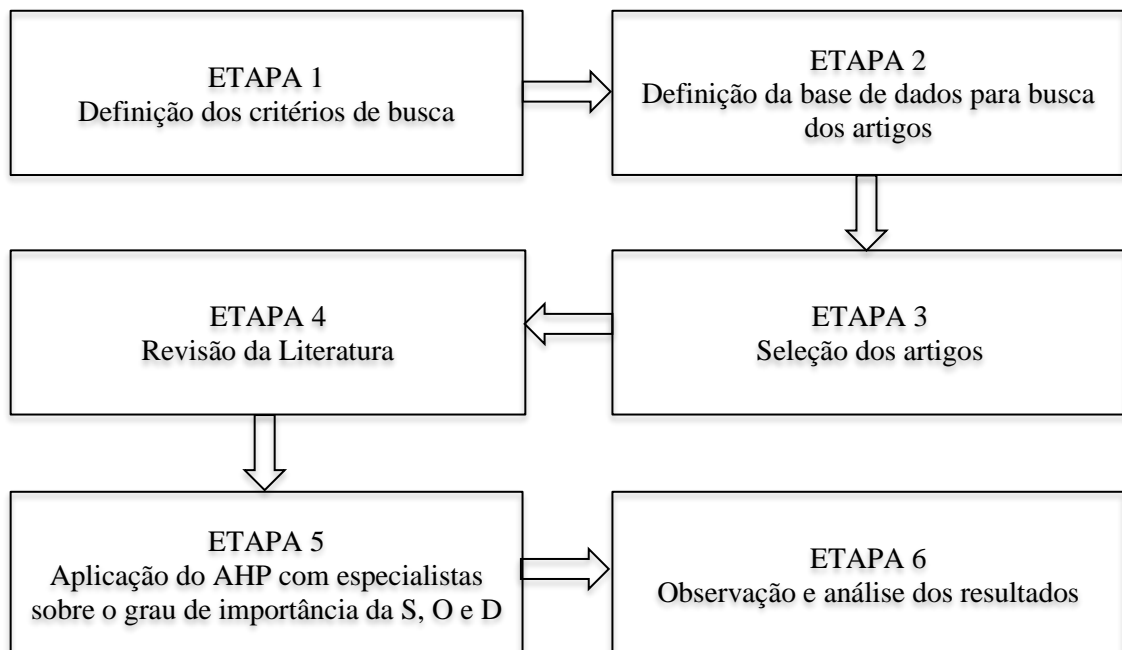 ETAPA 1
Definição dos critérios de busca
ETAPA 2
Definição da base de dados para busca
dos artigos
ETAPA 3
Seleção dos artigos
ETAPA 4
Revisão da Literatura
ETAPA 5
Aplicação do AHP com especialistas
sobre o grau de importância da S, O e D
ETAPA 6
Observação e análise dos resultados